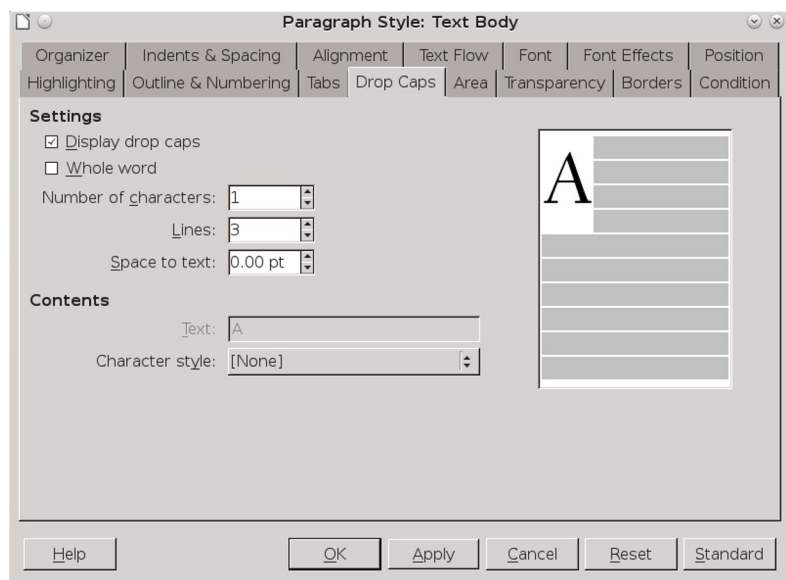 Paragraph Style: Text Body
Organizer Indents & Spacing Alignment Text Flow Font Font Effects Position
Highlighting Outline & Numbering Tabs Drop Caps Area Transparency Borders Condition
Settings
Display drop caps
Whole word
Number of characters: 1
Lines: 3
Space to text: 0.00 pt
A
Contents
Text: A
Character style: [None]
Help OK Apply Cancel Reset Standard